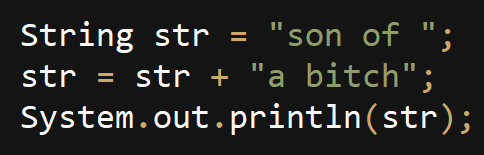 String str = "son of ";
str = str + "a bitch";
System.out.println(str);